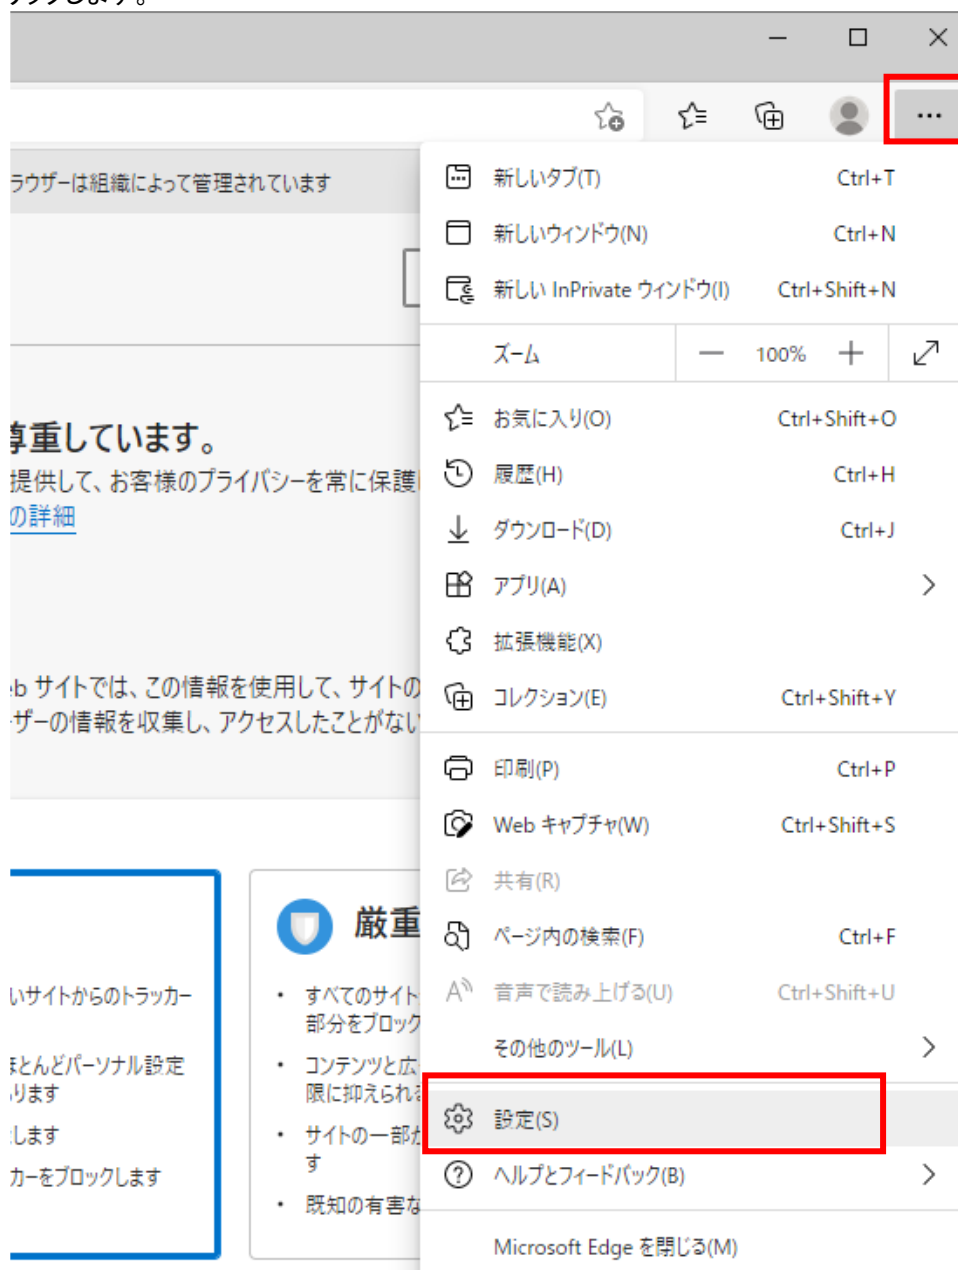 ックします。
ラウザーは組織によって管理されています
新しいタブ(T) Ctrl+T
新しいウィンドウ(N) Ctrl+N
新しい InPrivate ウィンドウ(I) Ctrl+Shift+N
ズーム 100%
お気に入り(O) Ctrl+Shift+O
履歴(H) Ctrl+H
ダウンロード(D) Ctrl+J
アプリ(A)
拡張機能(X)
コレクション(E) Ctrl+Shift+Y
印刷(P) Ctrl+P
Web キャプチャ(W) Ctrl+Shift+S
共有(R)
ページ内の検索(F) Ctrl+F
音声で読み上げる(U) Ctrl+Shift+U
その他のツール(L)
設定(S)
ヘルプとフィードバック(B)
Microsoft Edge を閉じる(M)
尊重しています。
提供して、お客様のプライバシーを常に保護
の詳細
eb サイトでは、この情報を使用して、サイトの
ザーの情報を収集し、アクセスしたことがない
いサイトからのトラッカー
ほとんどパーソナル設定
ります
します
カーをブロックします
厳重
• すべてのサイト
部分をブロック
• コンテンツと広
限に抑えられ
• サイトの一部
す
• 既知の有害な